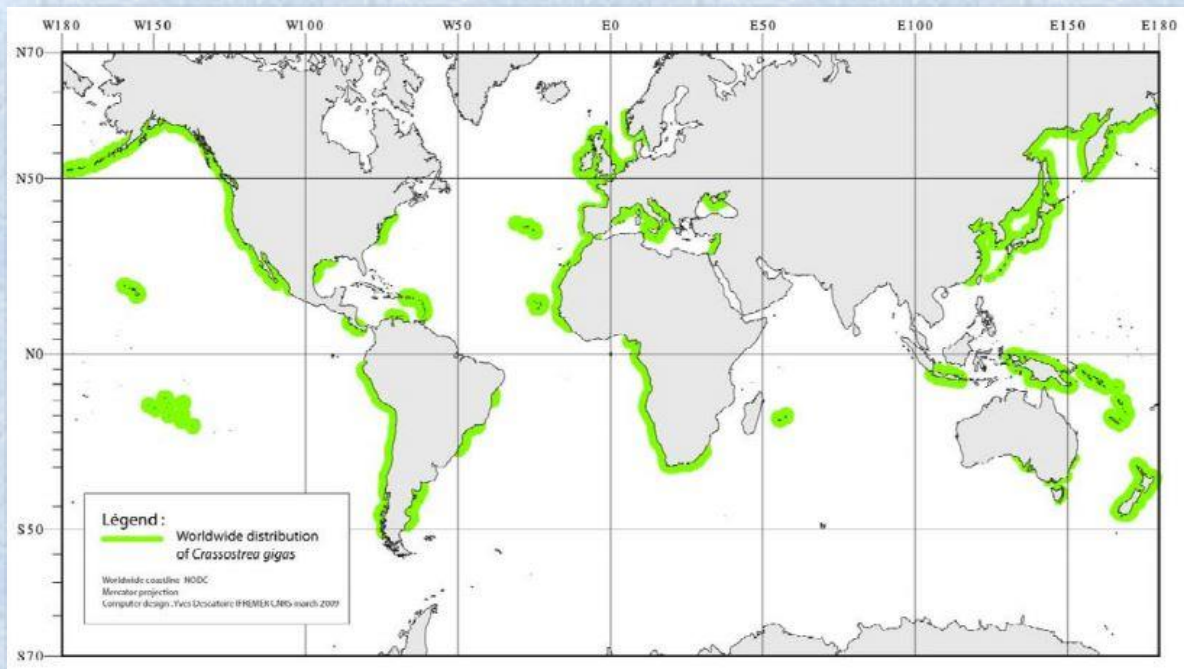 W180 W150 W100 W50 E0 E50 E100 E150 E180
N70
N50
N0
S50
S70
Légend :
Worldwide distribution
of Crassostrea gigas
Worldwide coastline NODC
Mercator projection
Computer design : Yves Descatoire IFREMER CNRS march 2009